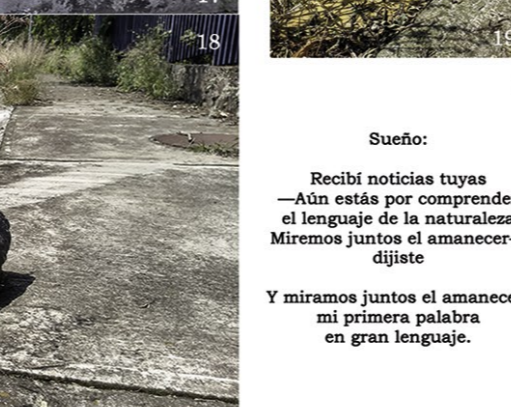 18
19
Sueño:
Recibí noticias tuyas
—Aún estás por comprende
el lenguaje de la naturaleza
Miremos juntos el amanecer-
dijiste
Y miramos juntos el amanece
mi primera palabra
en gran lenguaje.